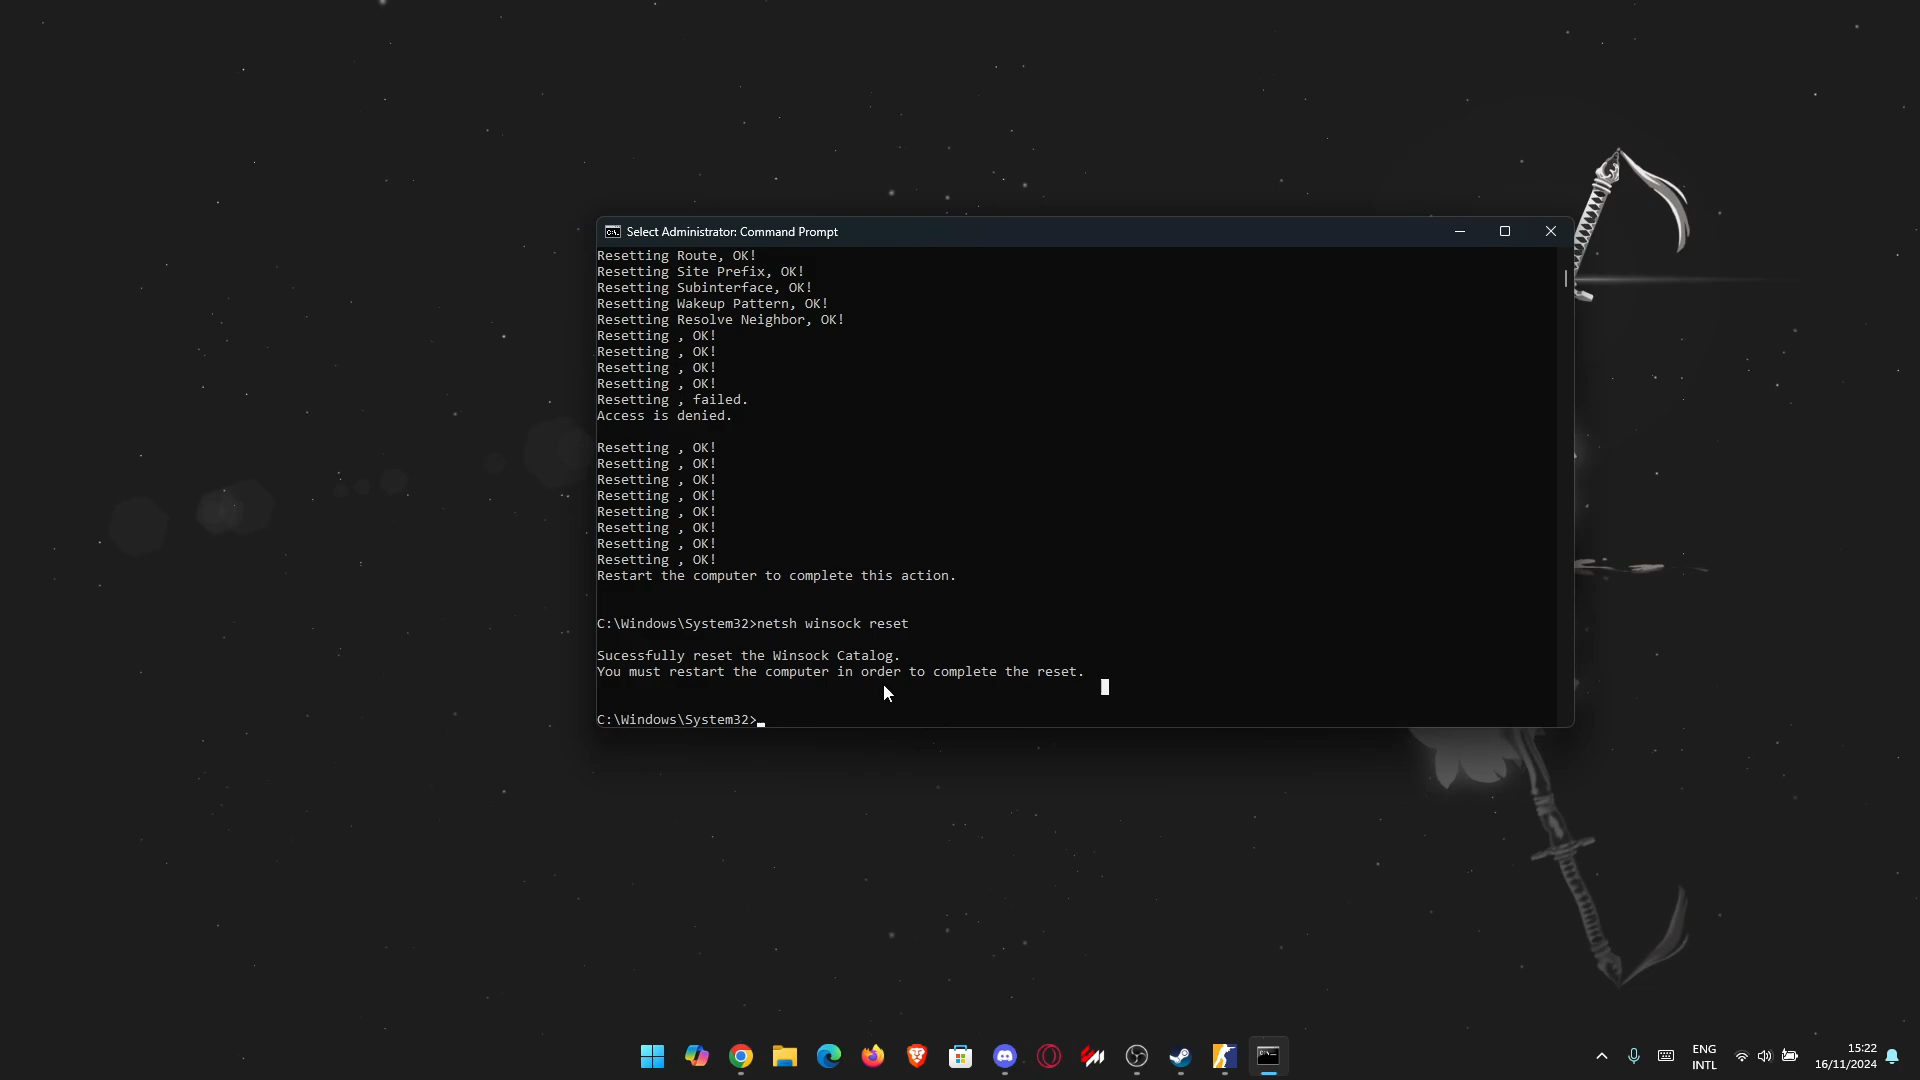 Select Administrator: Command Prompt
Resetting Route, OK!
Resetting Site Prefix, OK!
Resetting Subinterface, OK!
Resetting Wakeup Pattern, OK!
Resetting Resolve Neighbor, OK!
Resetting , OK!
Resetting , OK!
Resetting , OK!
Resetting , OK!
Resetting , failed.
Access is denied.
Resetting , OK!
Resetting , OK!
Resetting , OK!
Resetting , OK!
Resetting , OK!
Resetting , OK!
Resetting , OK!
Resetting , OK!
Restart the computer to complete this action.
C:\Windows\System32>netsh winsock reset
Sucessfully reset the Winsock Catalog.
You must restart the computer in order to complete the reset.
C:\Windows\System32>
ENG
INTL
15:22
16/11/2024